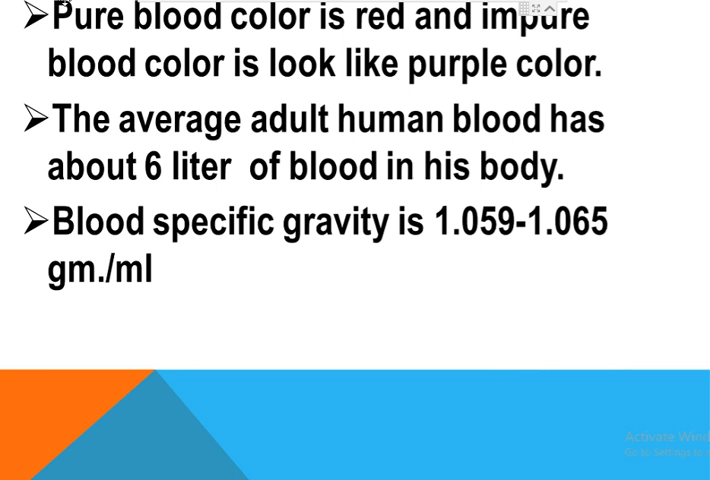 ➢Pure blood color is red and impure
blood color is look like purple color.
➢The average adult human blood has
about 6 liter  of blood in his body.
➢Blood specific gravity is 1.059-1.065
gm./ml
Activate Wind
Go to Settings to